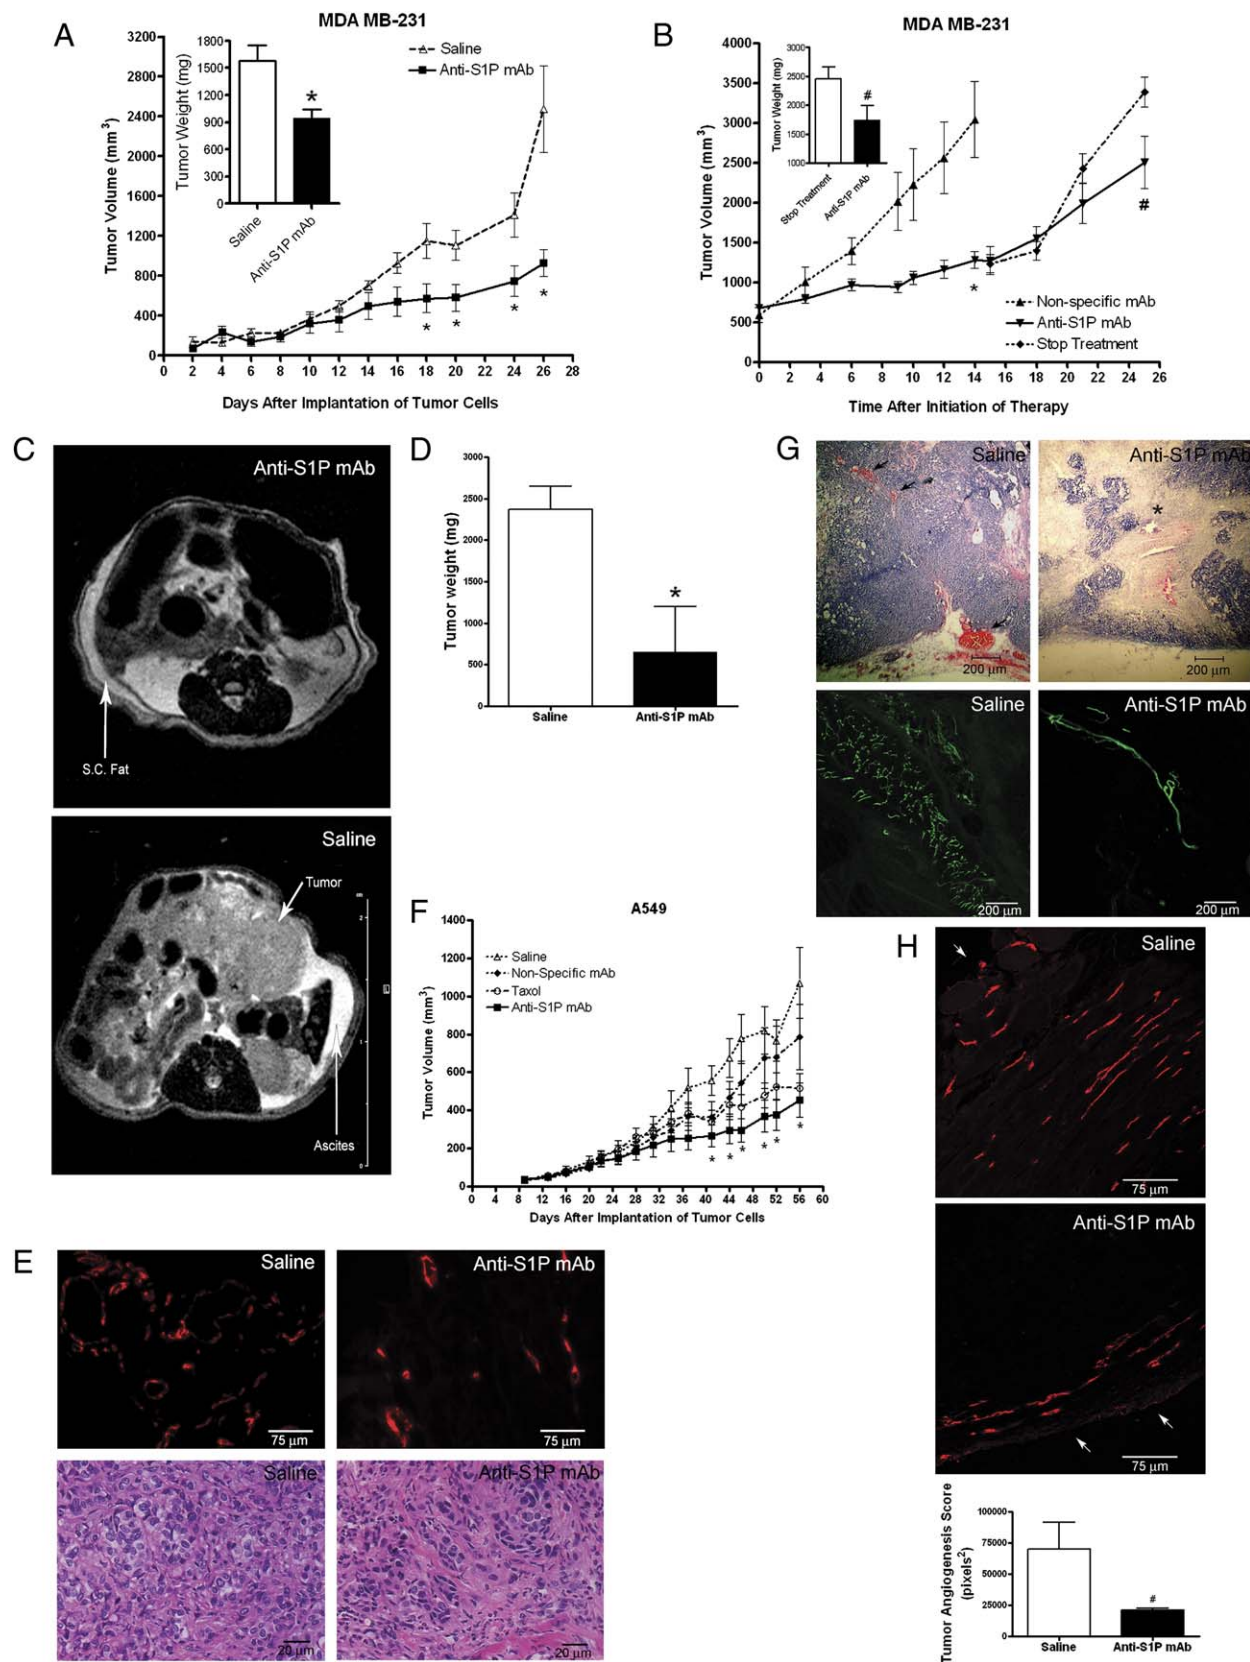 A
MDA MB-231
Tumor Volume (mm³)
3200
2800
2400
2000
1600
1200
800
400
0
0 2 4 6 8 10 12 14 16 18 20 22 24 26 28
Days After Implantation of Tumor Cells
Saline
Anti-S1P mAb
Tumor Weight (mg)
1800
1500
1200
900
600
300
0
*
Saline
Anti-S1P mAb
* * * *
B
MDA MB-231
Tumor Volume (mm³)
4000
3500
3000
2500
2000
1500
1000
500
0
0 2 4 6 8 10 12 14 16 18 20 22 24 26
Time After Initiation of Therapy
Tumor Weight (mg)
3000
2500
2000
1500
1000
#
Stop Treatment
Anti-S1P mAb
#
*
Non-specific mAb
Anti-S1P mAb
Stop Treatment
C
Anti-S1P mAb
S.C. Fat
Saline
Tumor
2
1
Ascites
D
Tumor weight (mg)
3000
2500
2000
1500
1000
500
0
*
Saline
Anti-S1P mAb
E
Saline
75 µm
Anti-S1P mAb
75 µm
Saline
20 µm
Anti-S1P mAb
20 µm
F
A549
Tumor Volume (mm³)
1400
1200
1000
800
600
400
200
0
0 4 8 12 16 20 24 28 32 36 40 44 48 52 56 60
Days After Implantation of Tumor Cells
Saline
Non-Specific mAb
Taxol
Anti-S1P mAb
* * * * * *
G
Saline
200 µm
Anti-S1P mAb
*
200 µm
Saline
200 µm
Anti-S1P mAb
200 µm
H
Saline
75 µm
Anti-S1P mAb
75 µm
Tumor Angiogenesis Score
(pixels²)
100000
75000
50000
25000
0
#
Saline
Anti-S1P mAb